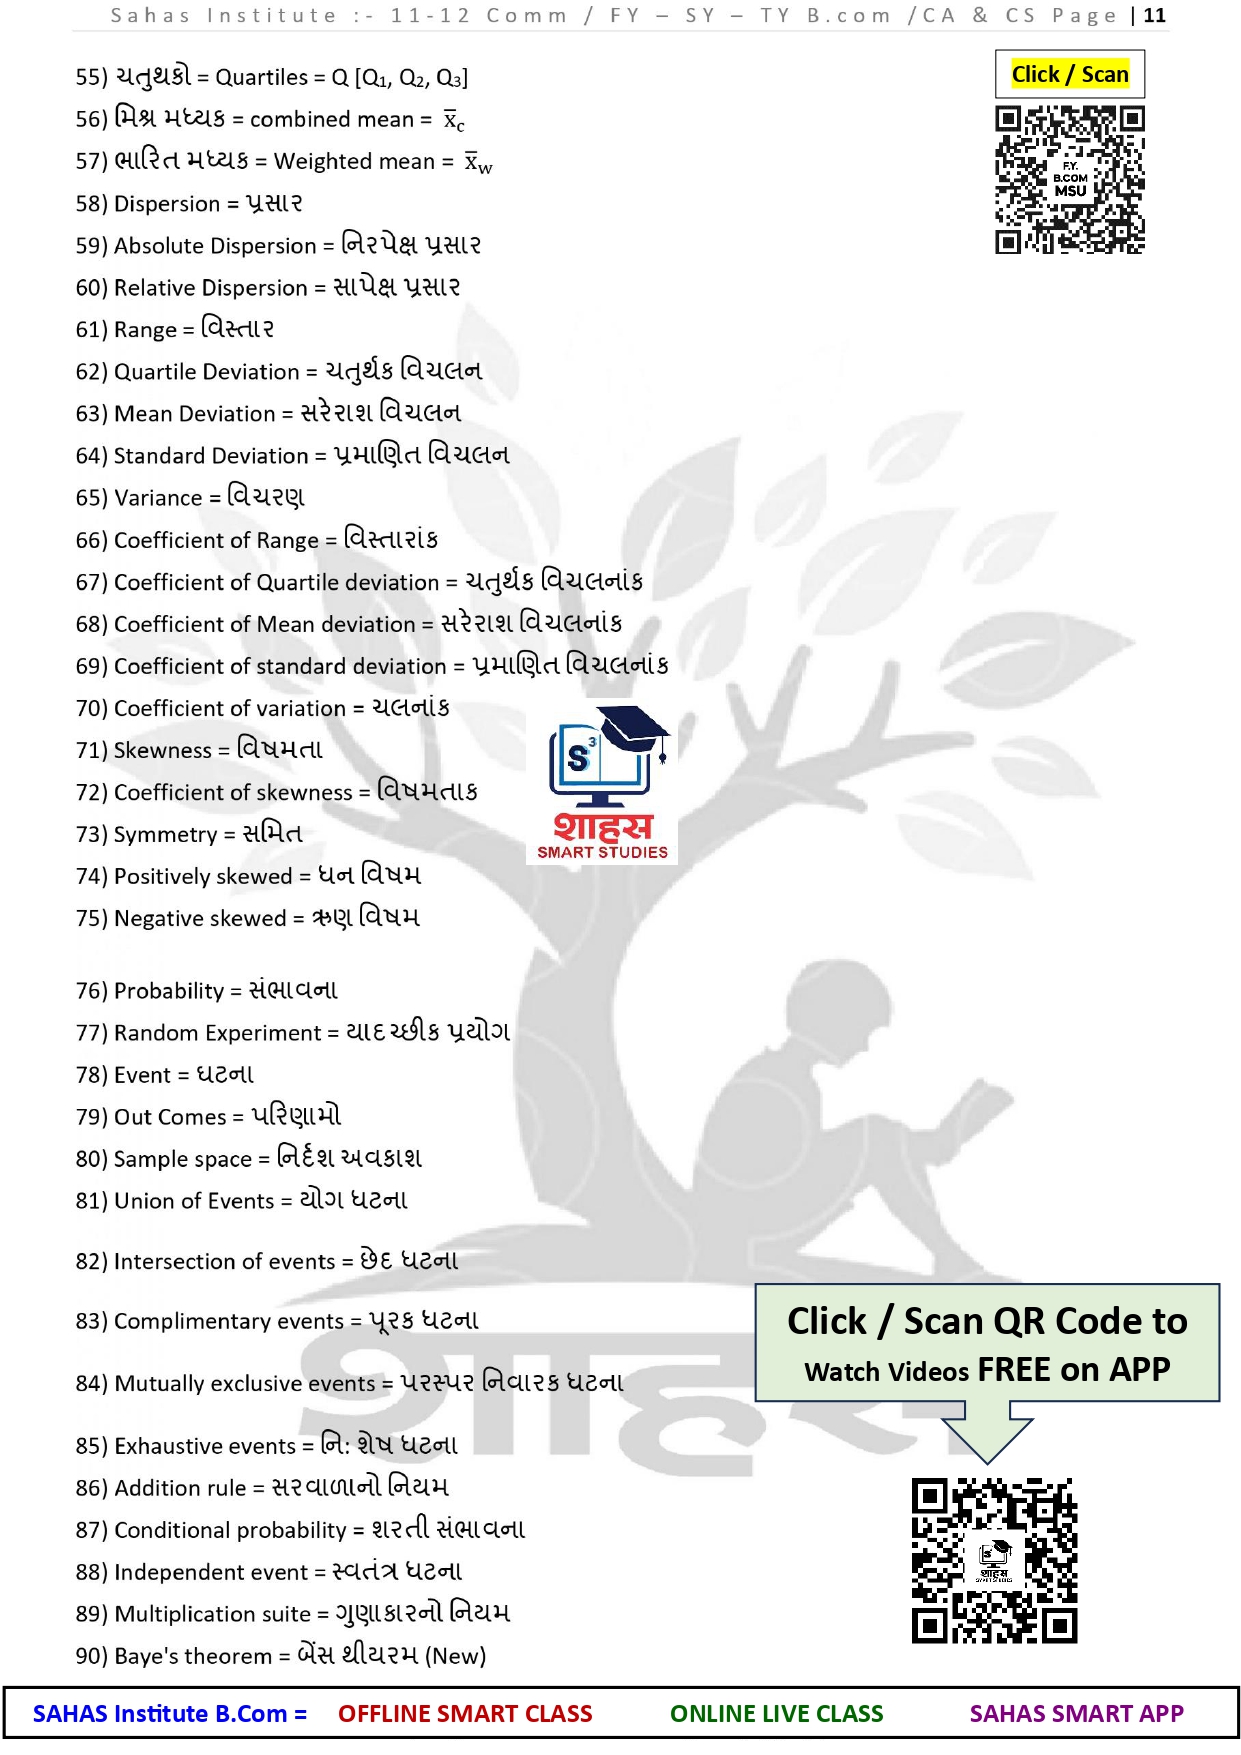 Sahas Institute :- 11-12 Comm / FY – SY – TY B.com /CA & CS Page | 11
Click / Scan
F.Y.
B.COM
MSU
55) ચતુથકો = Quartiles = Q [Q₁, Q₂, Q₃]
56) મિશ્ર મધ્યક = combined mean = x̅c
57) ભારિત મધ્યક = Weighted mean = x̅w
58) Dispersion = પ્રસાર
59) Absolute Dispersion = નિરપેક્ષ પ્રસાર
60) Relative Dispersion = સાપેક્ષ પ્રસાર
61) Range = વિસ્તાર
62) Quartile Deviation = ચતુર્થક વિચલન
63) Mean Deviation = સરેરાશ વિચલન
64) Standard Deviation = પ્રમાણિત વિચલન
65) Variance = વિચરણ
66) Coefficient of Range = વિસ્તારાંક
67) Coefficient of Quartile deviation = ચતુર્થક વિચલનાંક
68) Coefficient of Mean deviation = સરેરાશ વિચલનાંક
69) Coefficient of standard deviation = પ્રમાણિત વિચલનાંક
70) Coefficient of variation = ચલનાંક
71) Skewness = વિષમતા
72) Coefficient of skewness = વિષમતાક
73) Symmetry = સમિત
74) Positively skewed = ધન વિષમ
75) Negative skewed = ઋણ વિષમ
S³
शाहस
SMART STUDIES
76) Probability = સંભાવના
77) Random Experiment = યાદચ્છીક પ્રયોગ
78) Event = ઘટના
79) Out Comes = પરિણામો
80) Sample space = નિર્દેશ અવકાશ
81) Union of Events = યોગ ઘટના
82) Intersection of events = છેદ ઘટના
83) Complimentary events = પૂરક ઘટના
84) Mutually exclusive events = પરસ્પર નિવારક ઘટના
85) Exhaustive events = નિ: શેષ ઘટના
86) Addition rule = સરવાળાનો નિયમ
87) Conditional probability = શરતી સંભાવના
88) Independent event = સ્વતંત્ર ઘટના
89) Multiplication suite = ગુણાકારનો નિયમ
90) Baye's theorem = બેંસ થીયરમ (New)
शाहस
Click / Scan QR Code to
Watch Videos FREE on APP
शाहस
SMART STUDIES
SAHAS Institute B.Com = OFFLINE SMART CLASS ONLINE LIVE CLASS SAHAS SMART APP